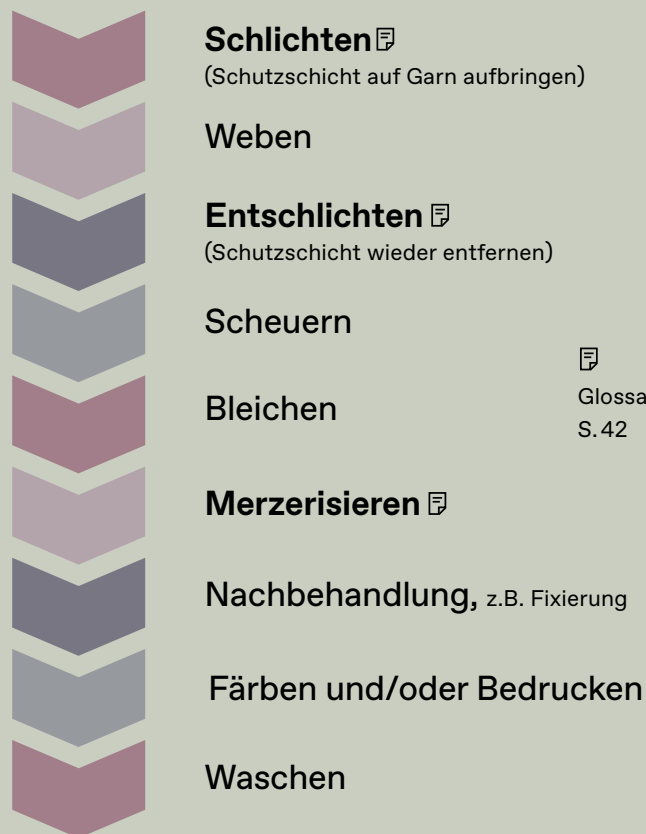 Schlichten
(Schutzschicht auf Garn aufbringen)
Weben
Entschlichten
(Schutzschicht wieder entfernen)
Scheuern
Bleichen
Glossa
S. 42
Merzerisieren
Nachbehandlung, z.B. Fixierung
Färben und/oder Bedrucken
Waschen